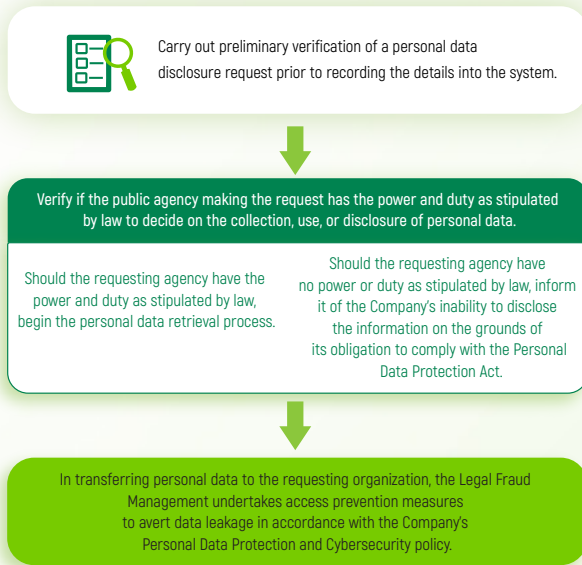 Carry out preliminary verification of a personal data
disclosure request prior to recording the details into the system.
Verify if the public agency making the request has the power and duty as stipulated
by law to decide on the collection, use, or disclosure of personal data.
Should the requesting agency have the
power and duty as stipulated by law,
begin the personal data retrieval process.
Should the requesting agency have
no power or duty as stipulated by law, inform
it of the Company's inability to disclose
the information on the grounds of
its obligation to comply with the Personal
Data Protection Act.
In transferring personal data to the requesting organization, the Legal Fraud
Management undertakes access prevention measures
to avert data leakage in accordance with the Company's
Personal Data Protection and Cybersecurity policy.